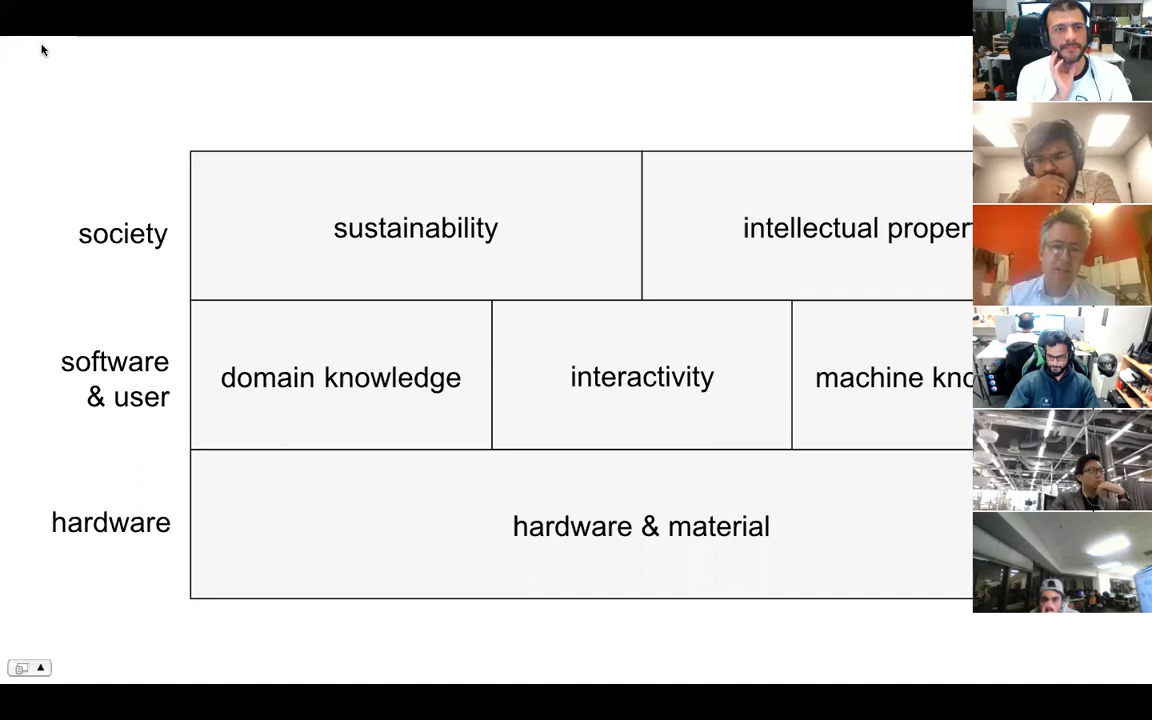 society
sustainability
intellectual proper
software
& user
domain knowledge
interactivity
machine kno
hardware
hardware & material